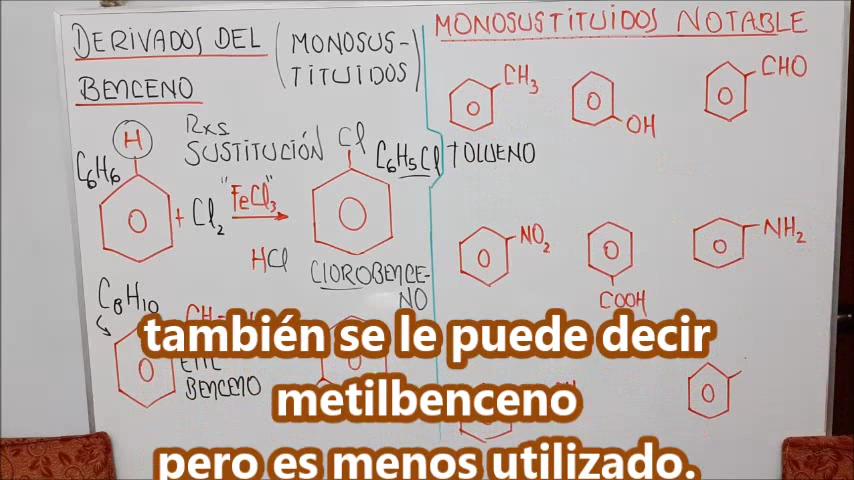 DERIVADOS DEL
BENCENO
(MONOSUS-
TITUIDOS)
C6H6
H
+ Cl2
"FeCl3"
HCl
RXS
SUSTITUCIÓN
Cl
C6H5Cl
CLOROBENCE-
NO
C8H10
ETIL
BENCENO
MONOSUSTITUIDOS NOTABLE
CH3
OH
CHO
TOLUENO
NO2
COOH
NH2
también se le puede decir
metilbenceno
pero es menos utilizado.